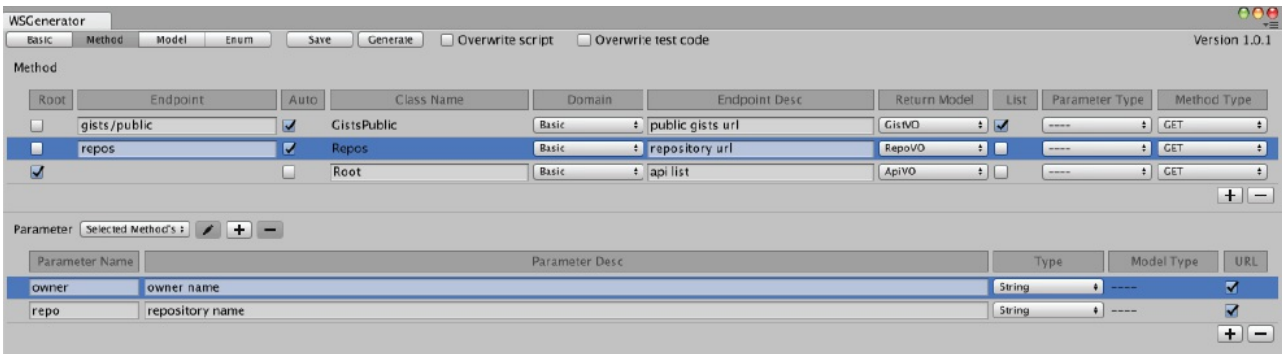 WSGenerator
Basic Method Model Enum Save Generate Overwrite script Overwrite test code Version 1.0.1
Method
Root Endpoint Auto Class Name Domain Endpoint Desc Return Model List Parameter Type Method Type
gists/public GistsPublic Basic public gists url GistVO ---- GET
repos Repos Basic repository url RepoVO ---- GET
Root Basic api list ApiVO ---- GET
+ −
Parameter Selected Method's + −
Parameter Name Parameter Desc Type Model Type URL
owner owner name String ----
repo repository name String ----
+ −